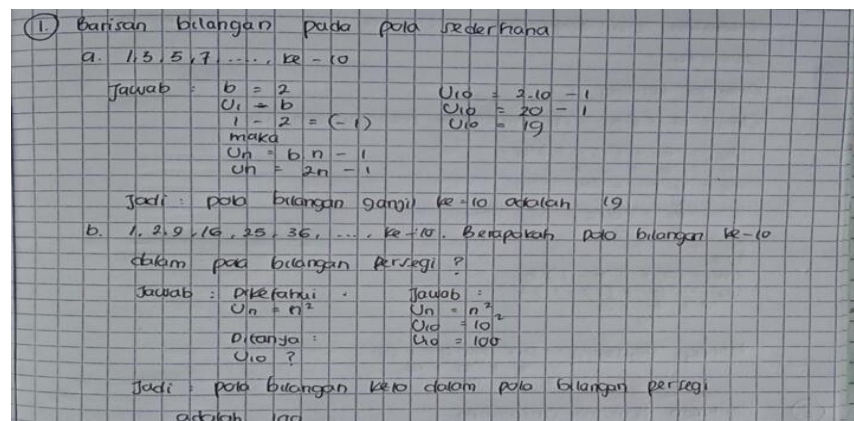 1. Barisan bilangan pada pola sederhana
a. 1, 3, 5, 7 ...., ke - 10
Jawab : b = 2
U1 - b
1 - 2 = (-1)
maka
Un = b n - 1
Un = 2n - 1
U10 = 2.10 - 1
U10 = 20 - 1
U10 = 19
Jadi : pola bilangan ganjil ke-10 adalah 19
b. 1, 2, 9, 16, 25, 36, ..., ke-10. Berapakah pola bilangan ke-10
dalam pola bilangan persegi ?
Jawab : Diketahui :
Un = n²
Ditanya :
U10 ?
Jawab :
Un = n²
U10 = 10²
U10 = 100
Jadi : pola bilangan ke10 dalam pola bilangan persegi
adalah 100